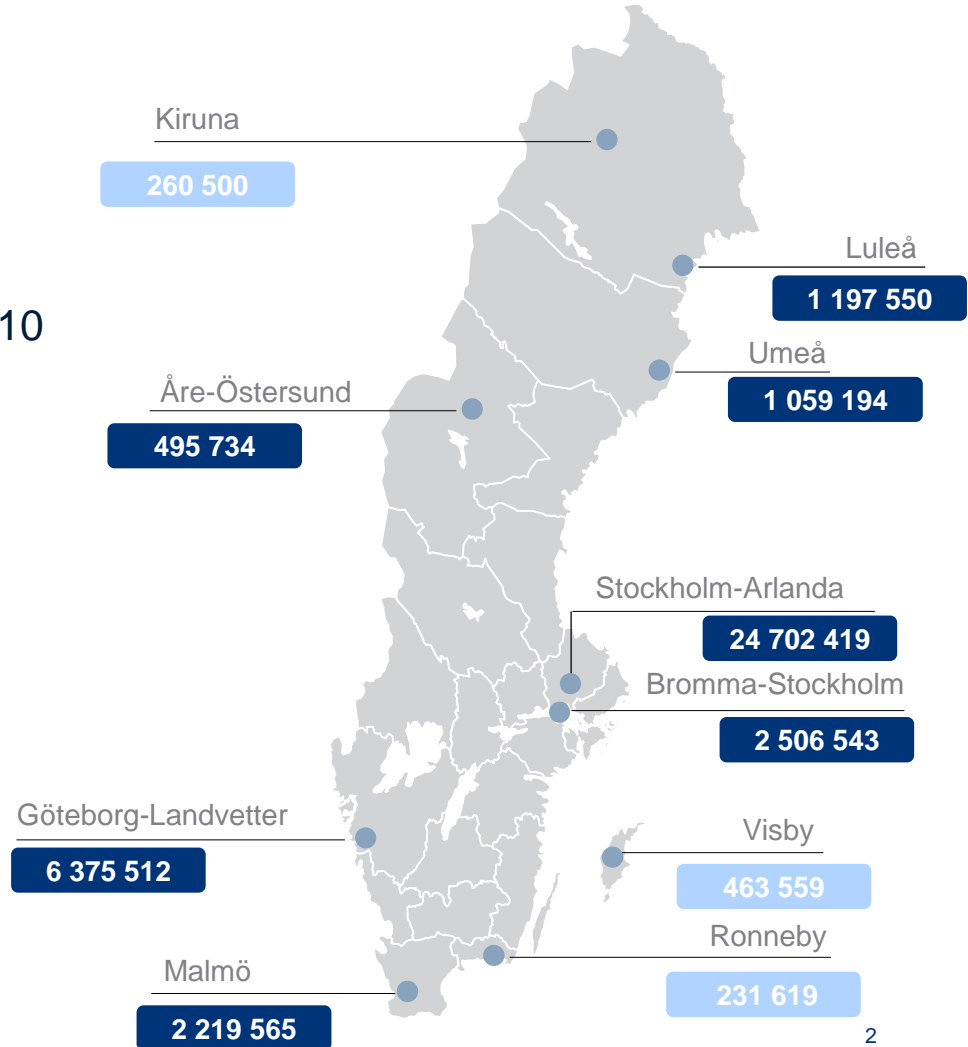 Kiruna
260 500
Luleå
1 197 550
10
Umeå
1 059 194
Åre-Östersund
495 734
Stockholm-Arlanda
24 702 419
Bromma-Stockholm
2 506 543
Göteborg-Landvetter
6 375 512
Visby
463 559
Ronneby
231 619
Malmö
2 219 565
2